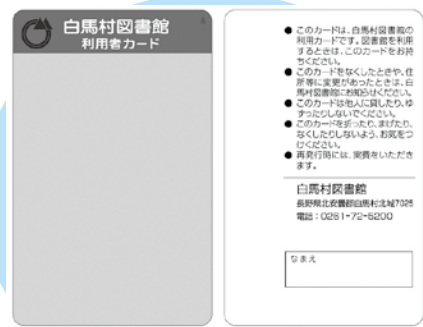 白馬村図書館
利用者カード
● このカードは、白馬村図書館の
利用カードです。図書館を利用
するときは、このカードをお持
ちください。
● このカードをなくしたときや、住
所等に変更があったときは、白
馬村図書館にお知らせください。
● このカードは他人に貸したり、ゆ
ずったりしないでください。
● このカードを折ったり、まげたり、
なくしたりしないよう、お気をつ
けください。
● 再発行時には、実費をいただき
ます。
白馬村図書館
長野県北安曇郡白馬村北城7025
電話：0261-72-5200
なまえ